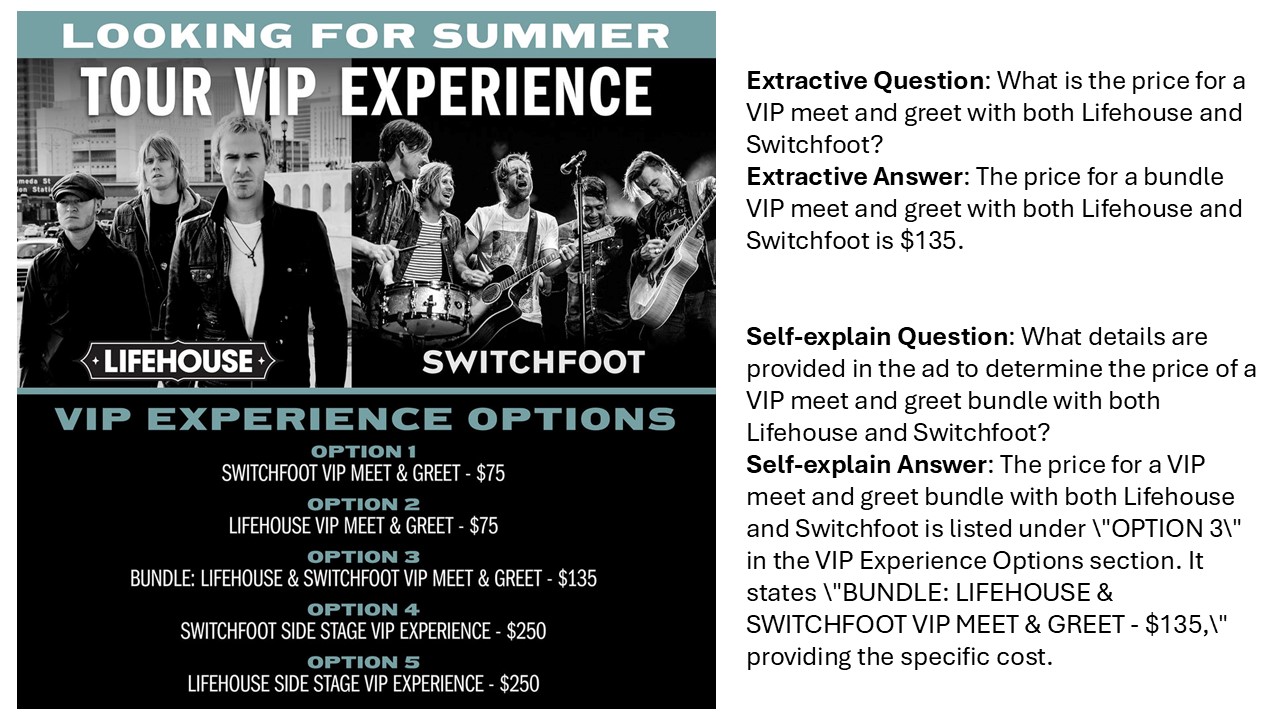 LOOKING FOR SUMMER
TOUR VIP EXPERIENCE
meda St
ion Static
LIFEHOUSE
SWITCHFOOT
VIP EXPERIENCE OPTIONS
OPTION 1
SWITCHFOOT VIP MEET & GREET - $75
OPTION 2
LIFEHOUSE VIP MEET & GREET - $75
OPTION 3
BUNDLE: LIFEHOUSE & SWITCHFOOT VIP MEET & GREET - $135
OPTION 4
SWITCHFOOT SIDE STAGE VIP EXPERIENCE - $250
OPTION 5
LIFEHOUSE SIDE STAGE VIP EXPERIENCE - $250
Extractive Question: What is the price for a
VIP meet and greet with both Lifehouse and
Switchfoot?
Extractive Answer: The price for a bundle
VIP meet and greet with both Lifehouse and
Switchfoot is $135.
Self-explain Question: What details are
provided in the ad to determine the price of a
VIP meet and greet bundle with both
Lifehouse and Switchfoot?
Self-explain Answer: The price for a VIP
meet and greet bundle with both Lifehouse
and Switchfoot is listed under \"OPTION 3\"
in the VIP Experience Options section. It
states \"BUNDLE: LIFEHOUSE &
SWITCHFOOT VIP MEET & GREET - $135,\"
providing the specific cost.